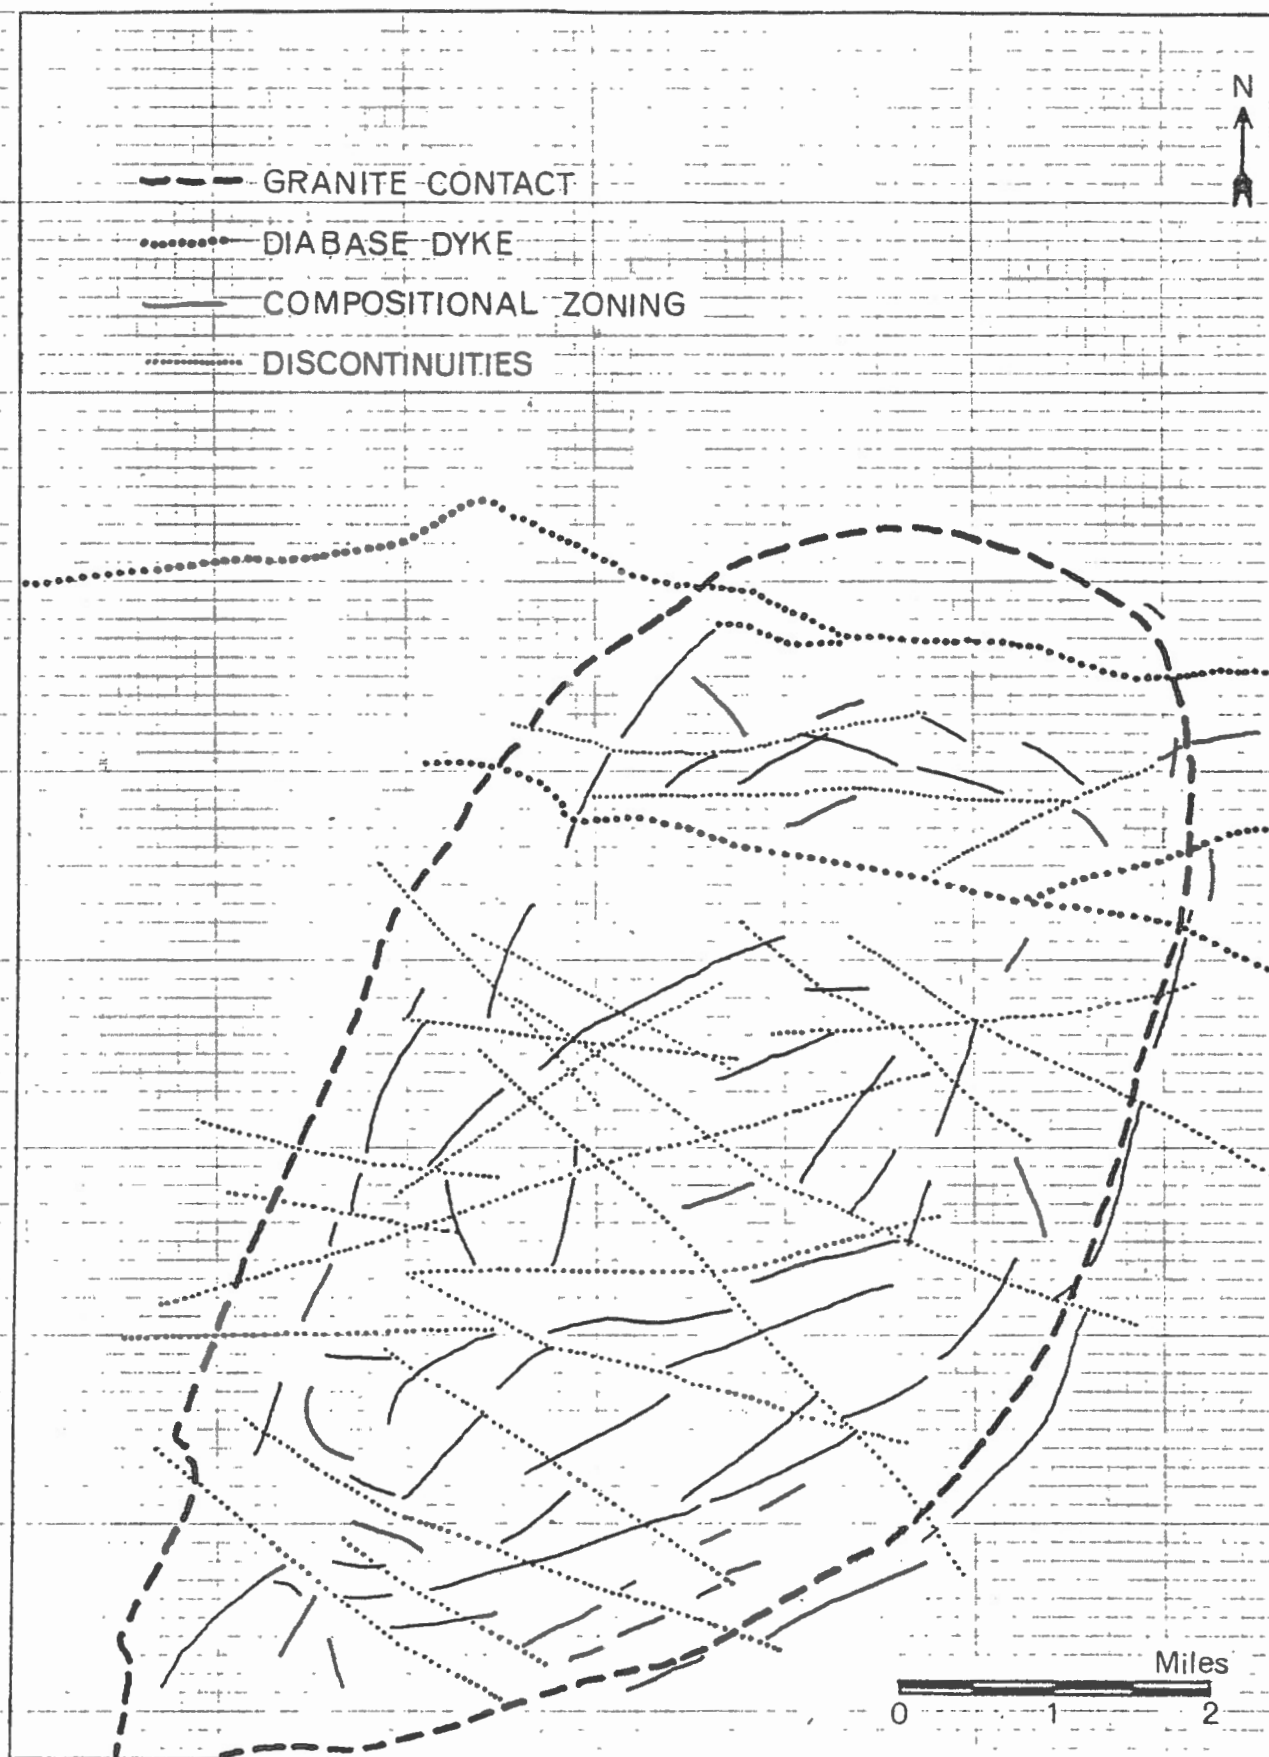 N
GRANITE CONTACT
DIABASE DYKE
COMPOSITIONAL ZONING
DISCONTINUITIES
Miles
0 1 2